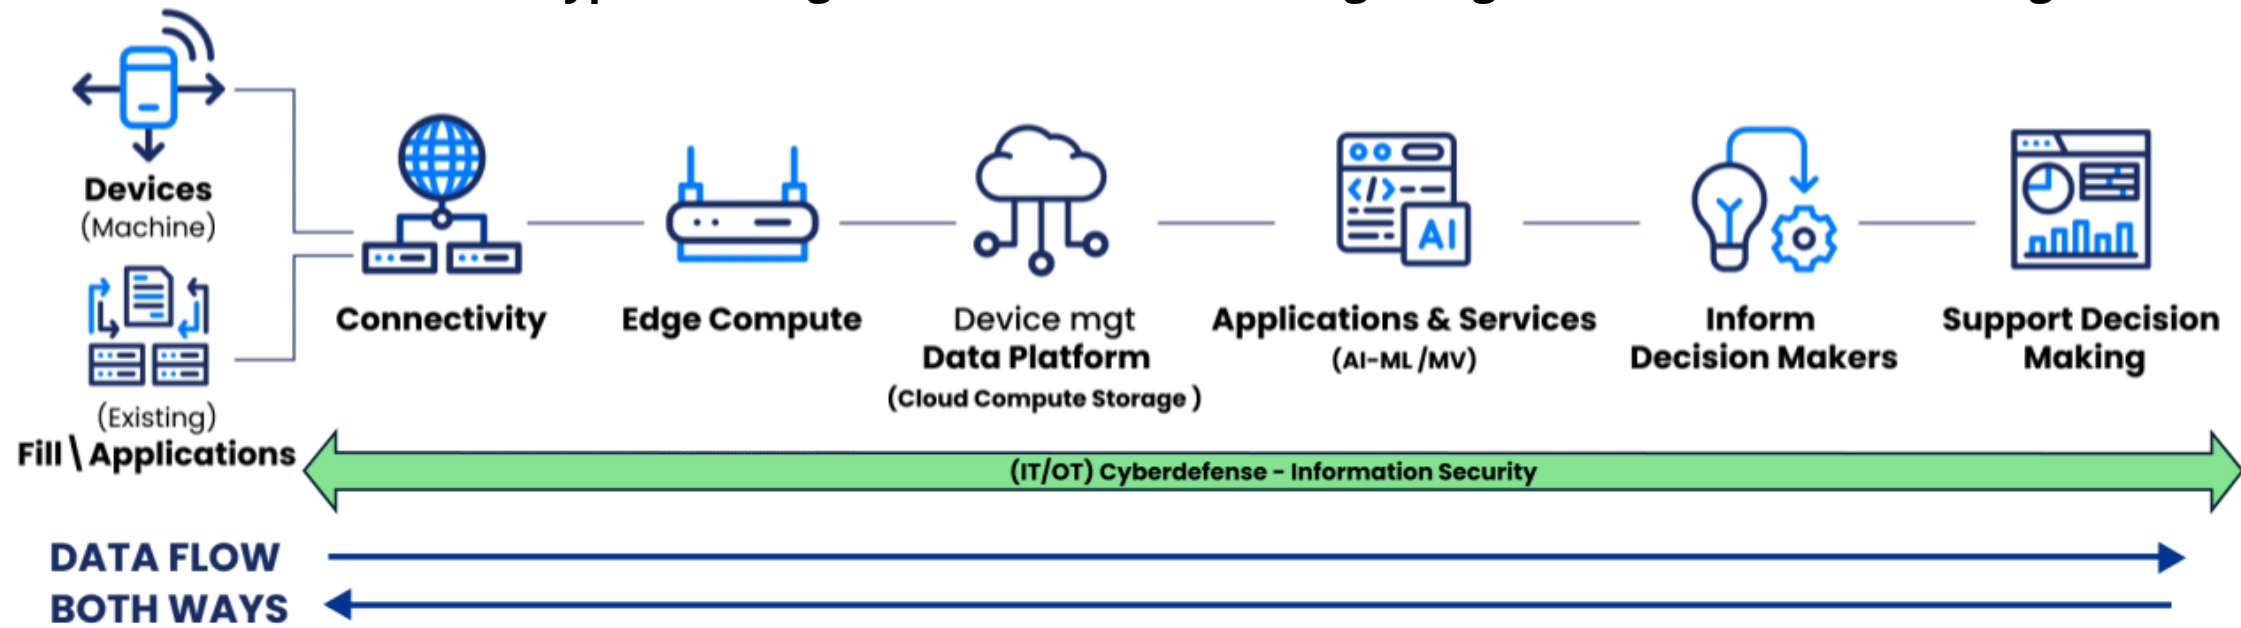 Devices
(Machine)
(Existing)
Fill\Applications
Connectivity
Edge Compute
Device mgt
Data Platform
(Cloud Compute Storage )
AI
Applications & Services
(AI-ML /MV)
Inform
Decision Makers
Support Decision
Making
(IT/OT) Cyberdefense - Information Security
DATA FLOW
BOTH WAYS